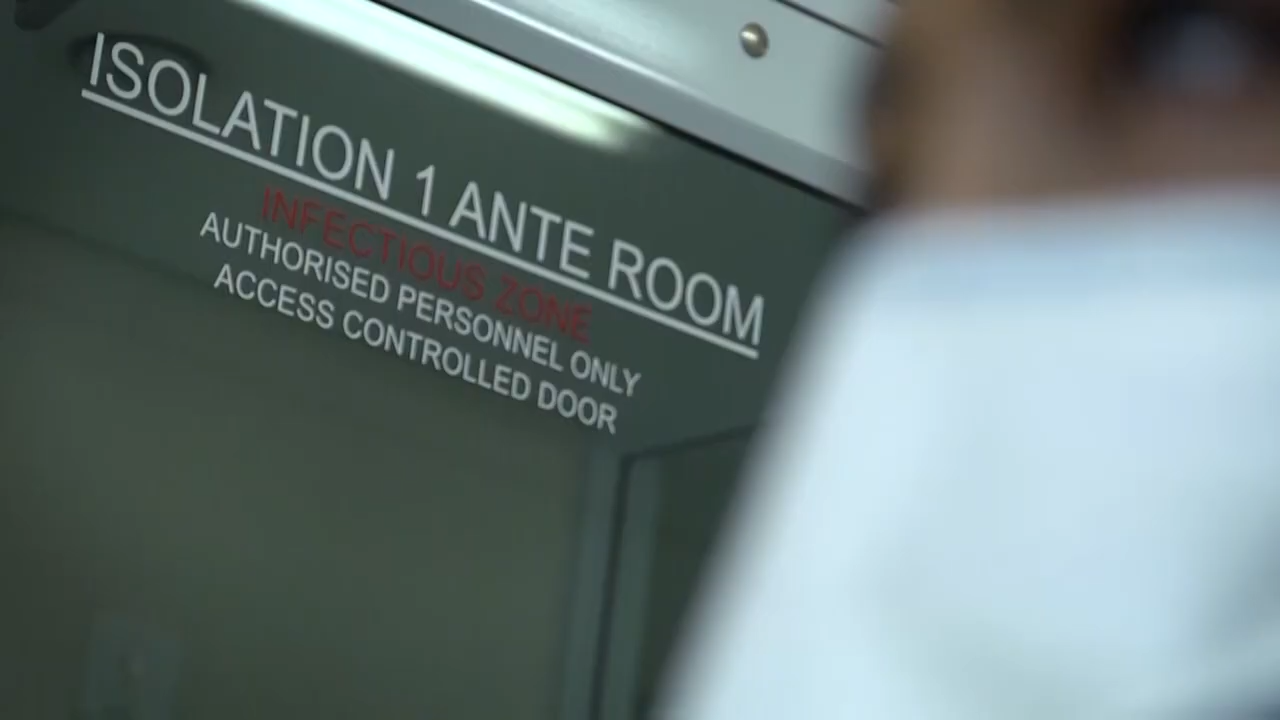 ISOLATION 1 ANTE ROOM
INFECTIOUS ZONE
AUTHORISED PERSONNEL ONLY
ACCESS CONTROLLED DOOR